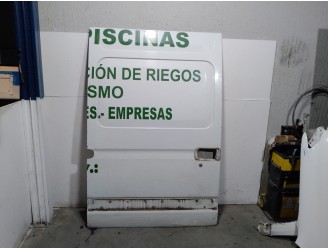 PISCINAS
CIÓN DE RIEGOS
SMO
ES.- EMPRESAS